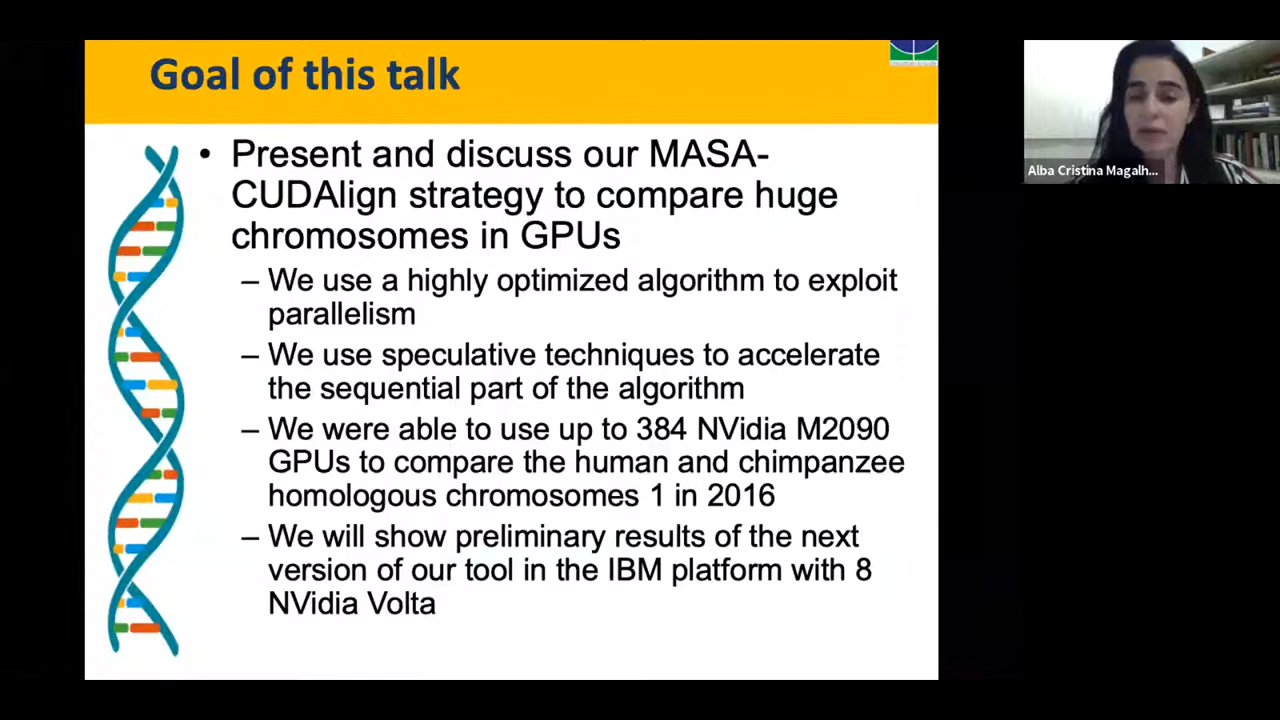 Goal of this talk
• Present and discuss our MASA-
CUDAlign strategy to compare huge
chromosomes in GPUs
– We use a highly optimized algorithm to exploit
parallelism
– We use speculative techniques to accelerate
the sequential part of the algorithm
– We were able to use up to 384 NVidia M2090
GPUs to compare the human and chimpanzee
homologous chromosomes 1 in 2016
– We will show preliminary results of the next
version of our tool in the IBM platform with 8
NVidia Volta
Alba Cristina Magalh...